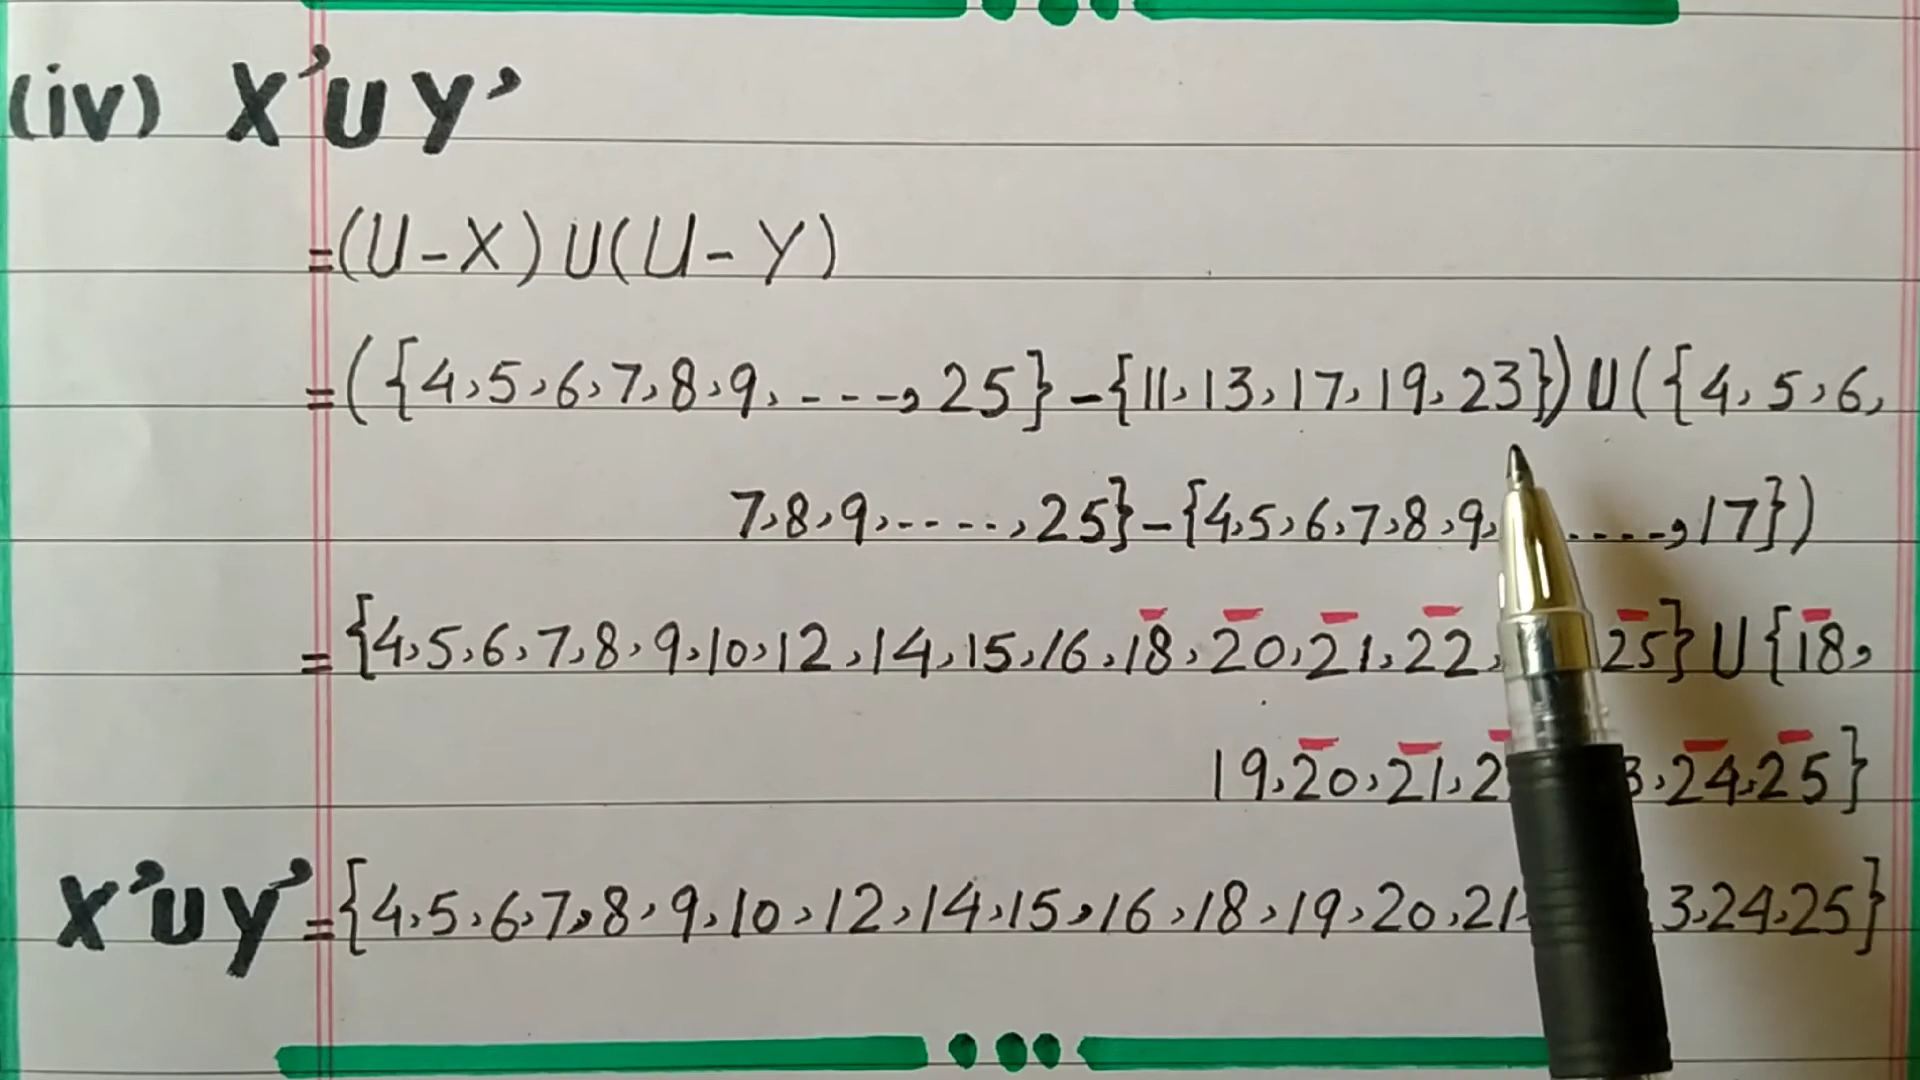 (iv) X'UY'
=(U-X)U(U-Y)
=({4,5,6,7,8,9,----,25}-{11,13,17,19,23})U({4,5,6,
7,8,9,----,25}-{4,5,6,7,8,9, ----,17})
={4,5,6,7,8,9,10,12,14,15,16,18,20,21,22, 25}U{18,
19,20,21, 24,25}
X'UY'={4,5,6,7,8,9,10,12,14,15,16,18,19,20,21, 24,25}